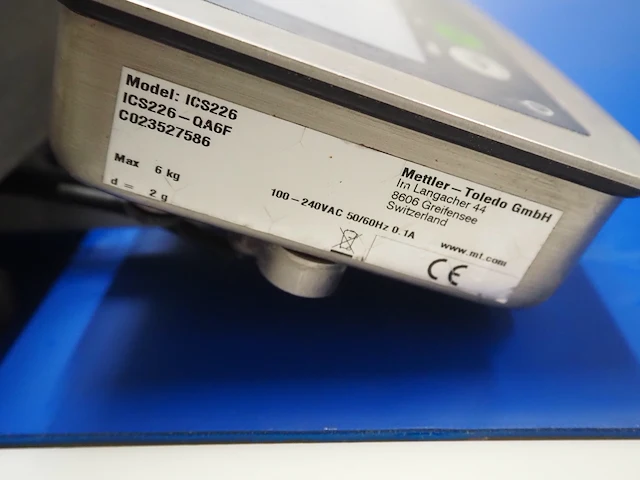 Model: ICS226
ICS226-QA6F
C023527586
Max 6 kg
d = 2 g
100-240VAC 50/60Hz 0.1A
Mettler-Toledo GmbH
Im Langacher 44
8606 Greifensee
Switzerland
www.mt.com
CE